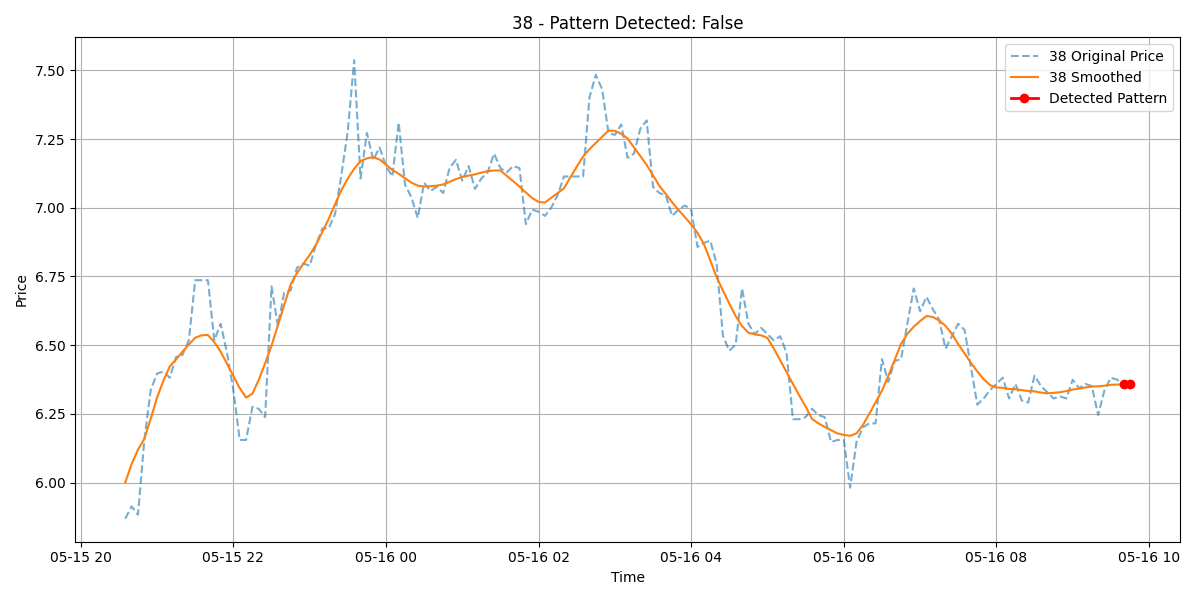 38 - Pattern Detected: False
38 Original Price
38 Smoothed
Detected Pattern
Price
7.50
7.25
7.00
6.75
6.50
6.25
6.00
05-15 20 05-15 22 05-16 00 05-16 02 05-16 04 05-16 06 05-16 08 05-16 10
Time